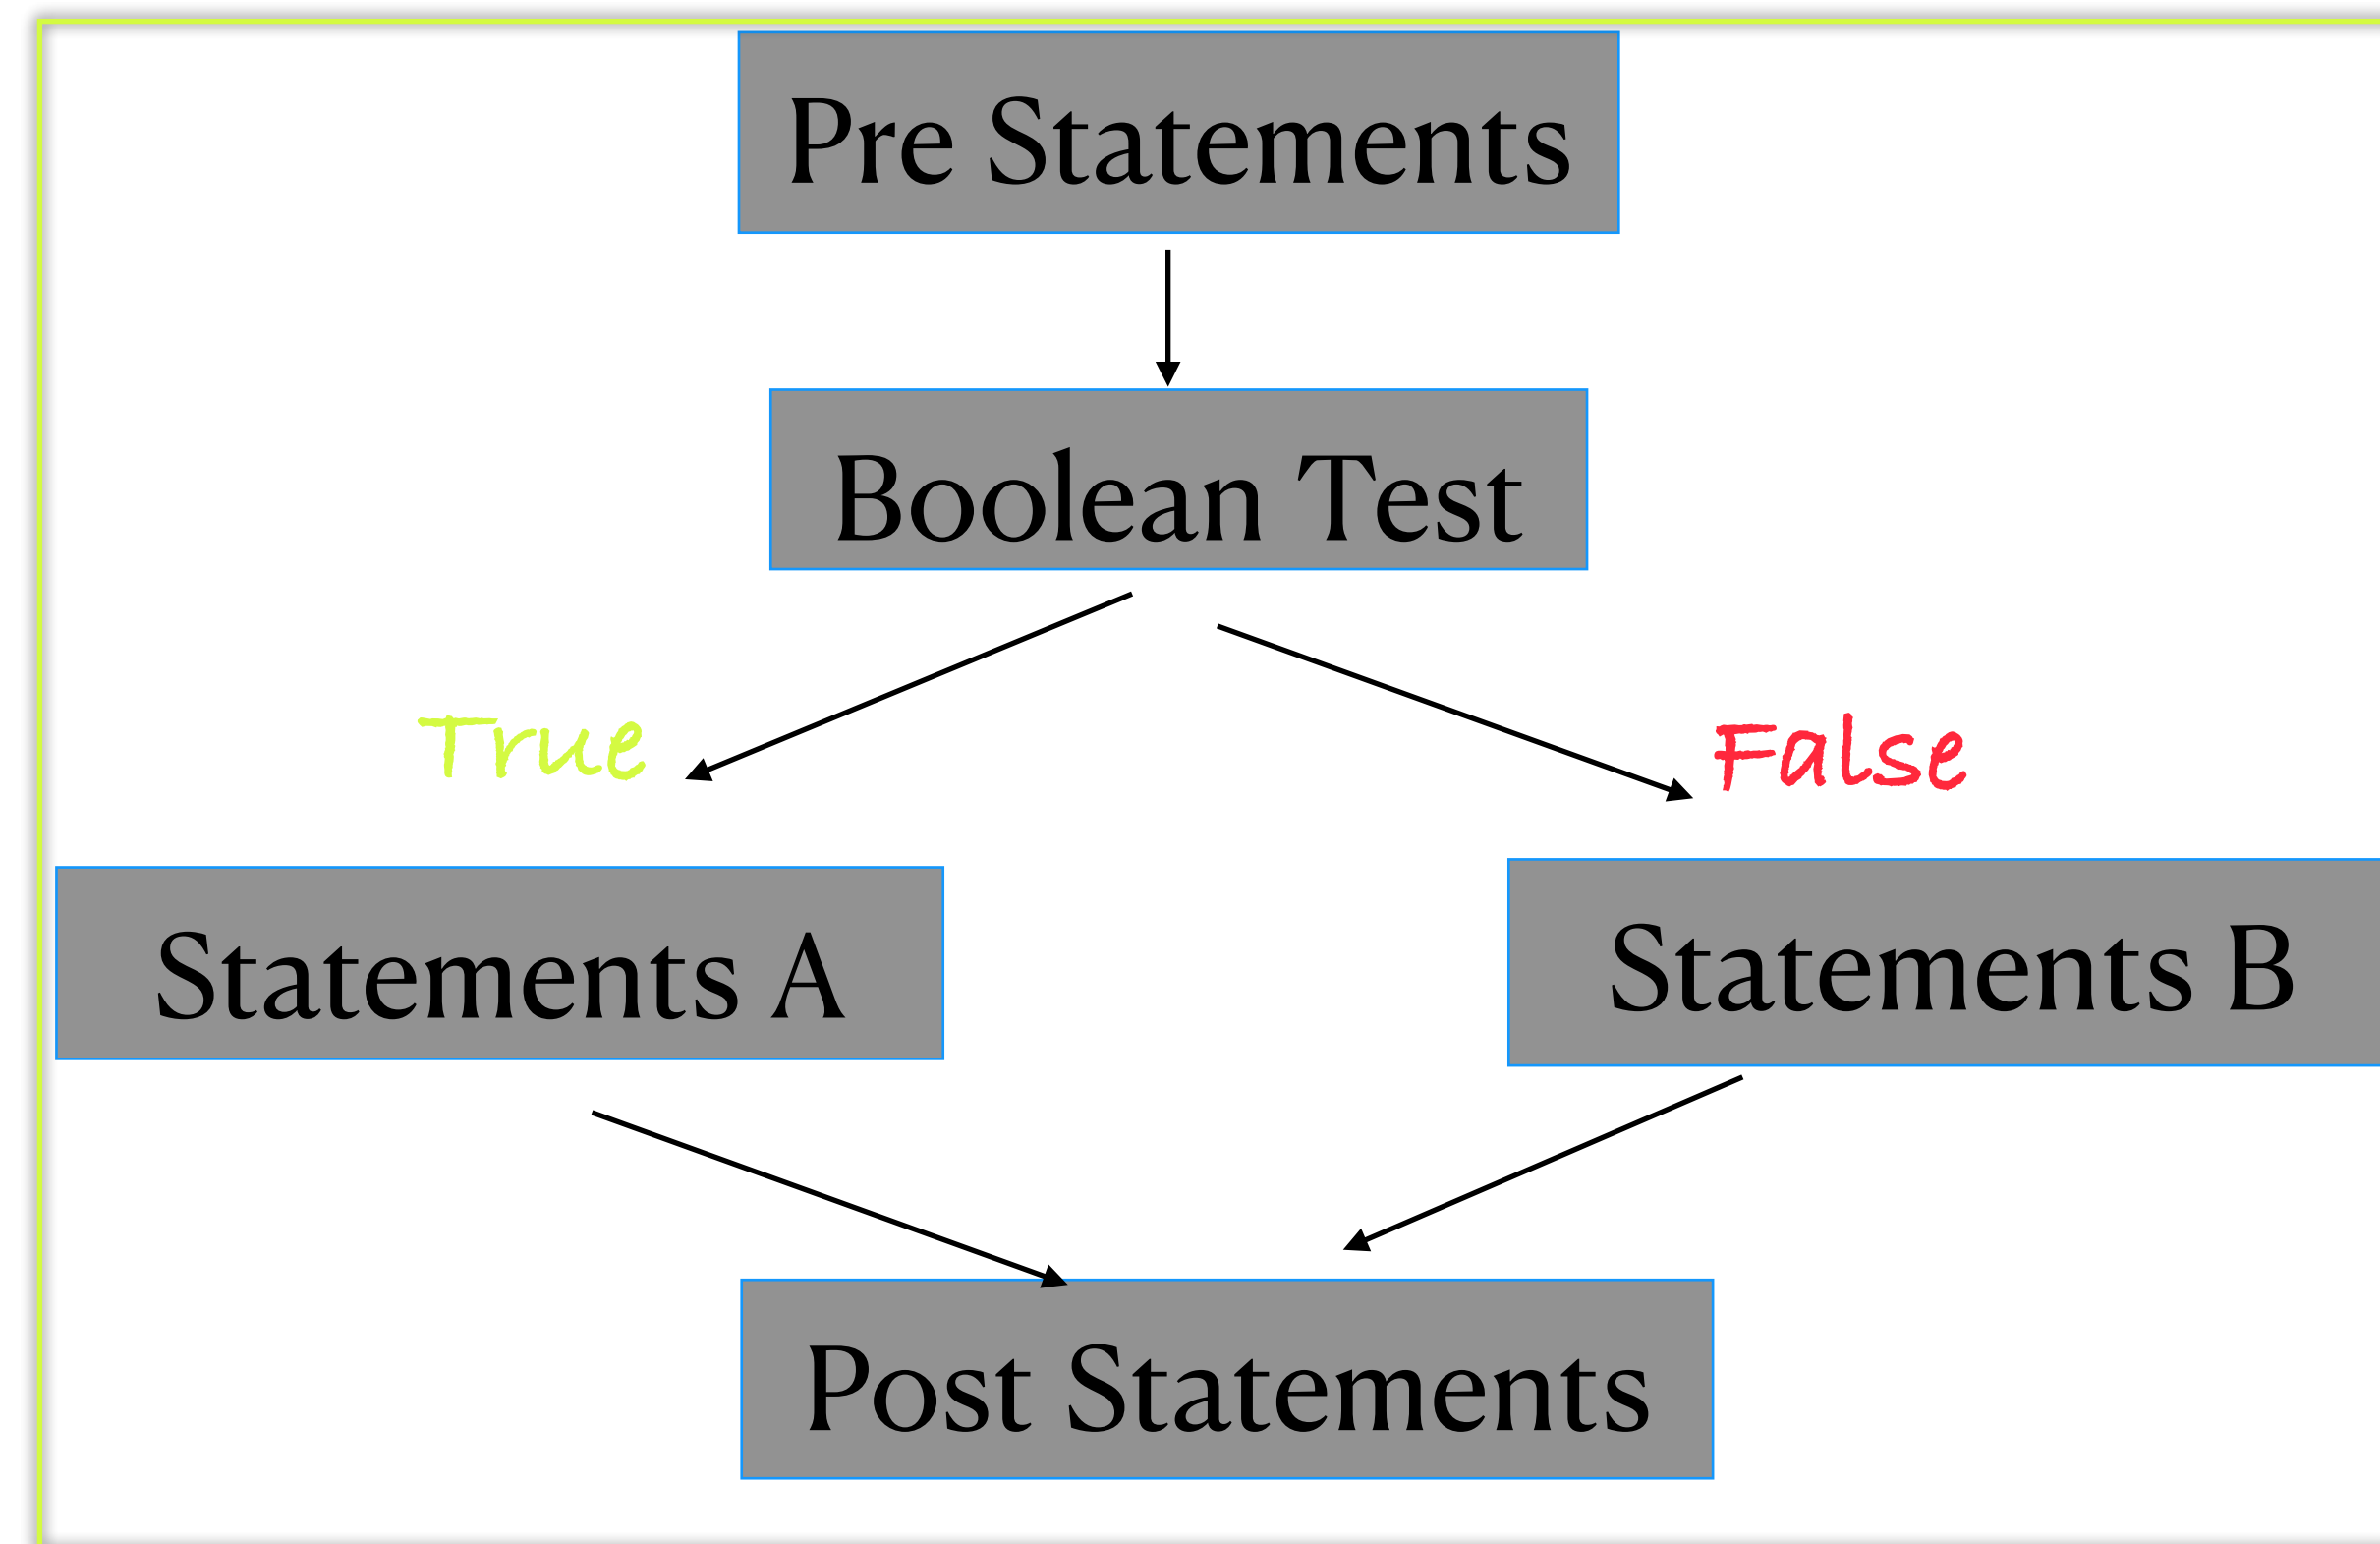 Pre Statements
Boolean Test
True
False
Statements A
Statements B
Post Statements